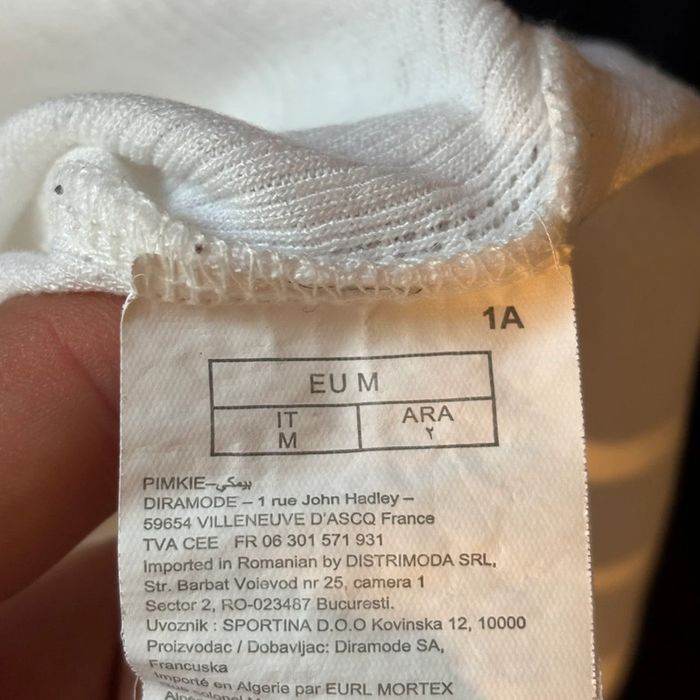 1A
EU M
IT ARA
M ٢
PIMKIE–بيمكي
DIRAMODE – 1 rue John Hadley –
59654 VILLENEUVE D'ASCQ France
TVA CEE FR 06 301 571 931
Imported in Romanian by DISTRIMODA SRL,
Str. Barbat Voievod nr 25, camera 1
Sector 2, RO-023487 Bucuresti.
Uvoznik : SPORTINA D.O.O Kovinska 12, 10000
Proizvodac / Dobavljac: Diramode SA,
Francuska
Importé en Algerie par EURL MORTEX